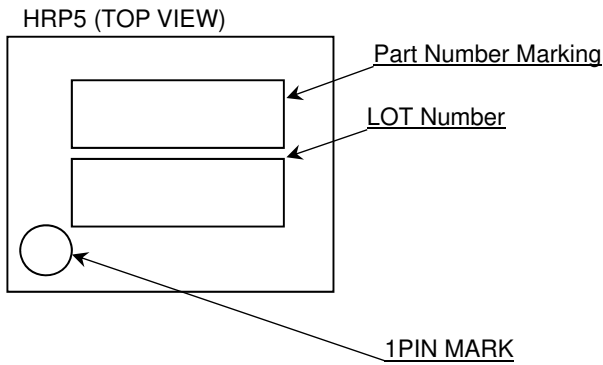 HRP5 (TOP VIEW)
Part Number Marking
LOT Number
1PIN MARK